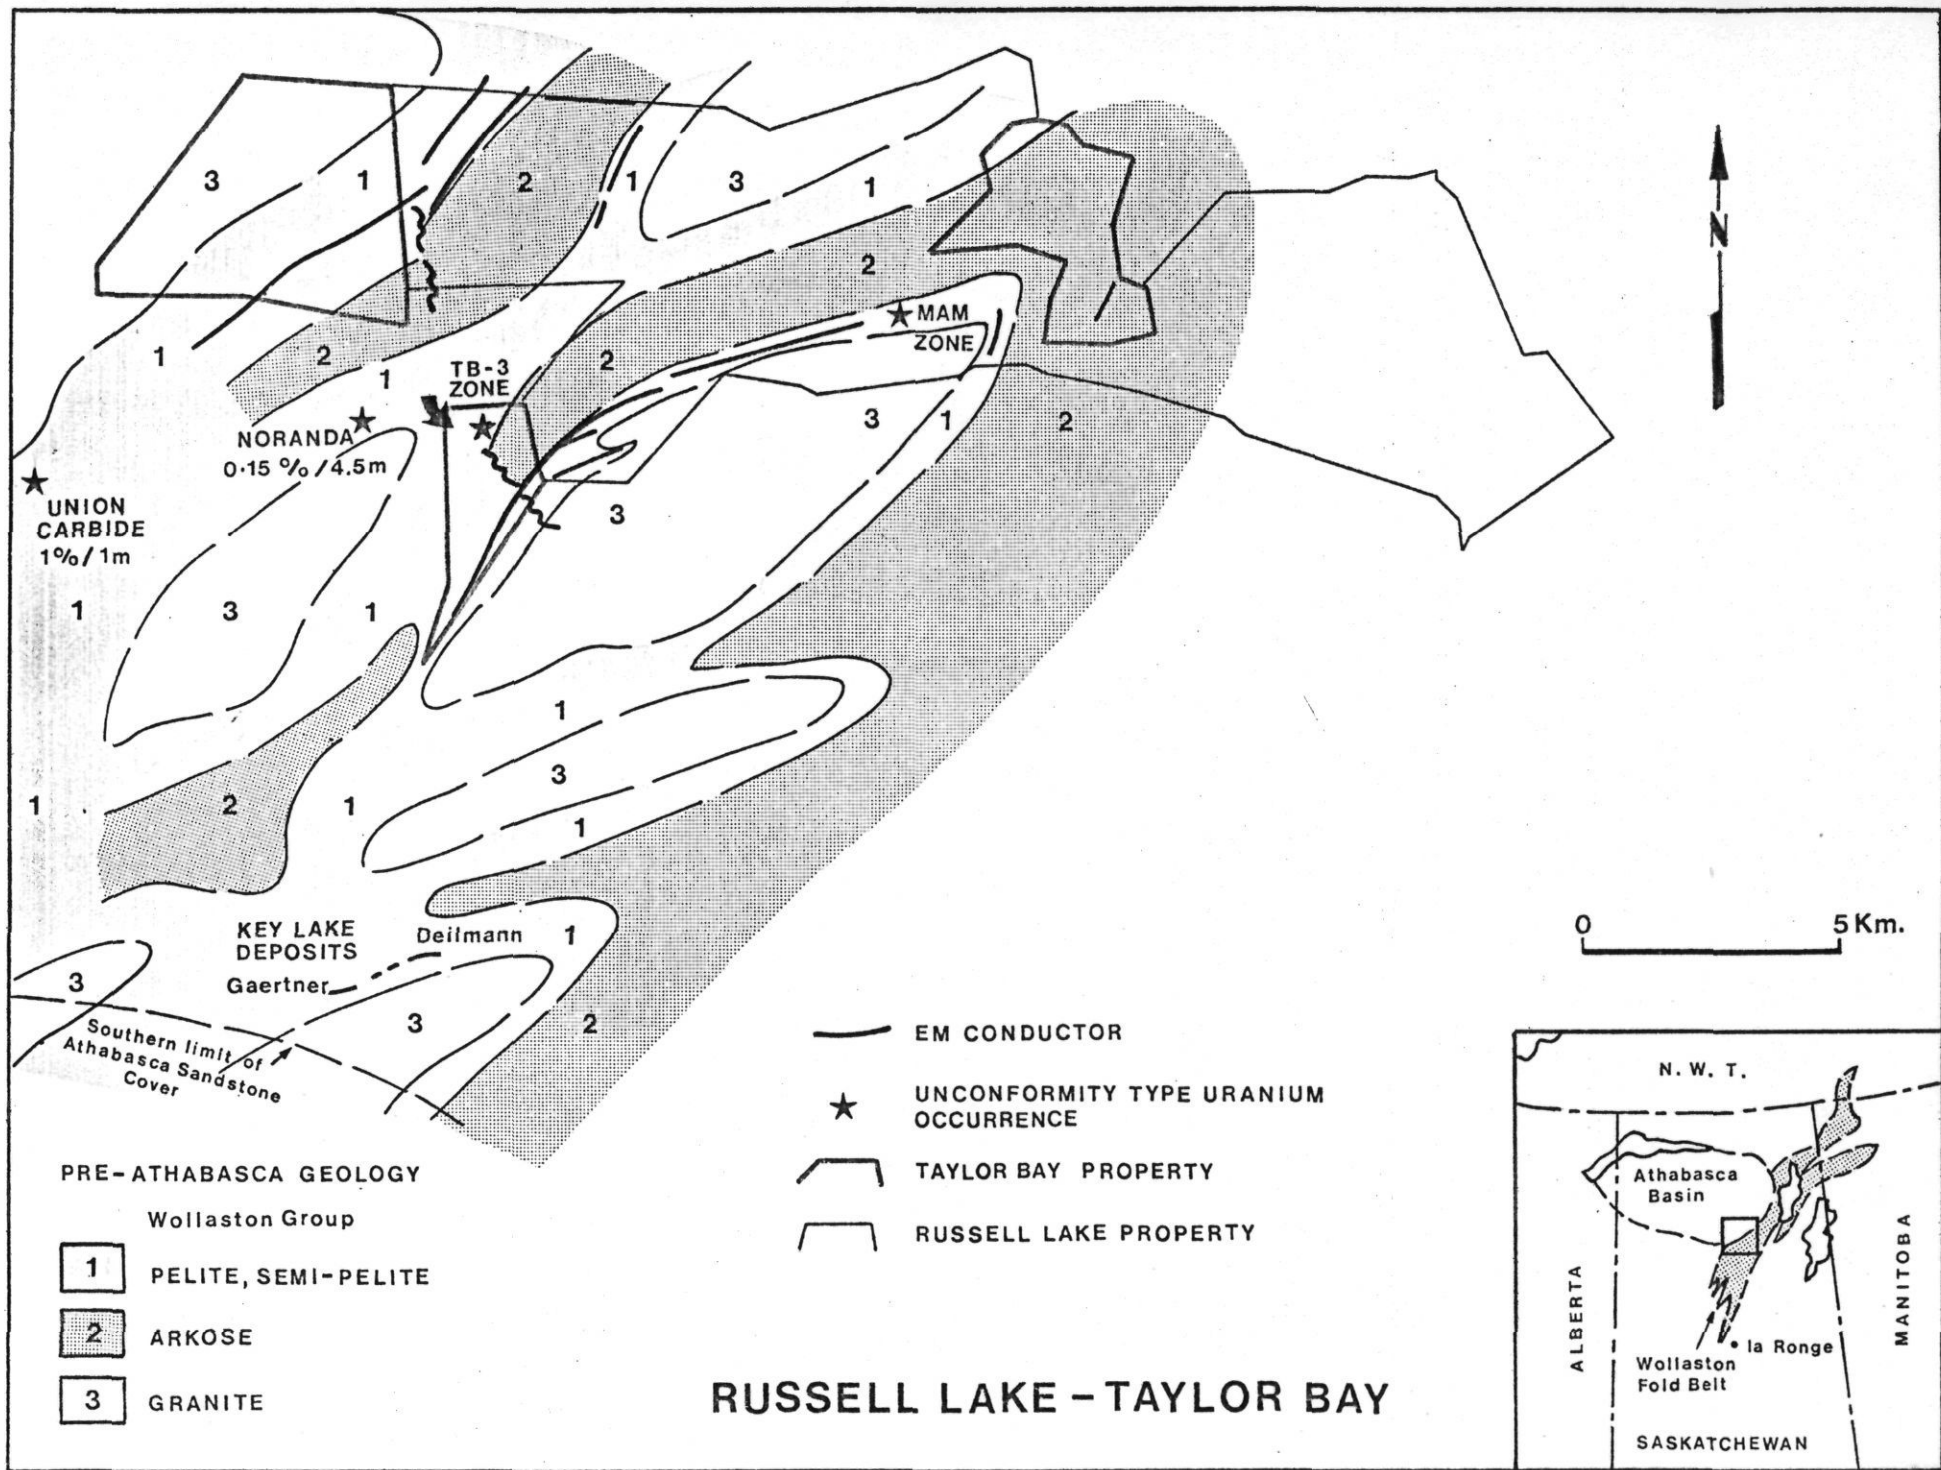 3
1
2
1
3
1
N
2
MAM
ZONE
1
2
1
TB-3
ZONE
2
3
1
2
NORANDA
0·15 %/4.5m
UNION
CARBIDE
1%/1m
3
1
3
1
1
3
1
2
1
1
KEY LAKE
DEPOSITS
Deilmann
Gaertner
1
3
3
2
Southern limit of
Athabasca Sandstone
Cover
0 5 Km.
EM CONDUCTOR
UNCONFORMITY TYPE URANIUM
OCCURRENCE
TAYLOR BAY PROPERTY
RUSSELL LAKE PROPERTY
PRE-ATHABASCA GEOLOGY
Wollaston Group
1 PELITE, SEMI-PELITE
2 ARKOSE
3 GRANITE
RUSSELL LAKE – TAYLOR BAY
N. W. T.
Athabasca
Basin
ALBERTA
MANITOBA
la Ronge
Wollaston
Fold Belt
SASKATCHEWAN